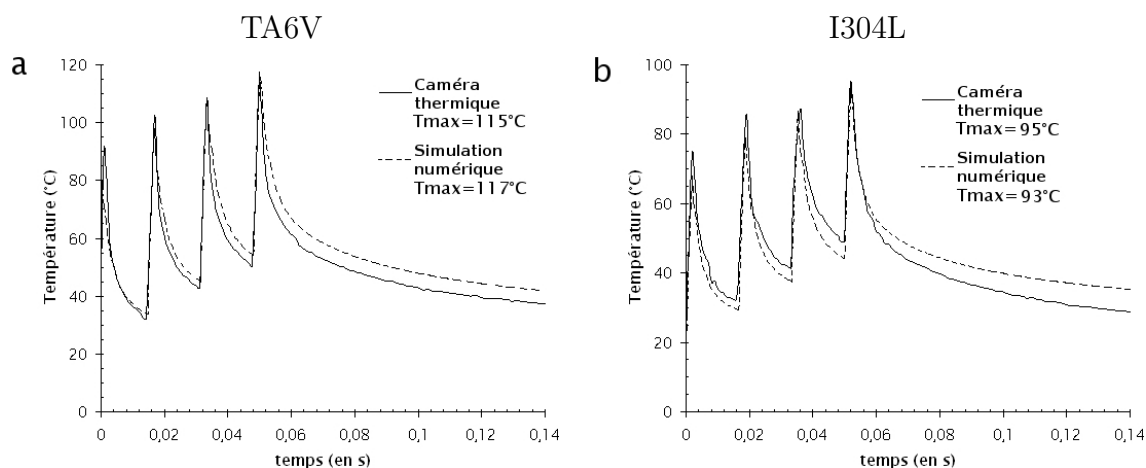 TA6V
I304L
a
Température (°C)
120
100
80
60
40
20
0
Caméra
thermique
Tmax=115°C
Simulation
numérique
Tmax=117°C
0
0,02
0,04
0,06
0,08
0,1
0,12
0,14
temps (en s)
b
Température (°C)
100
80
60
40
20
0
Caméra
thermique
Tmax=95°C
Simulation
numérique
Tmax=93°C
0
0,02
0,04
0,06
0,08
0,1
0,12
0,14
temps (en s)